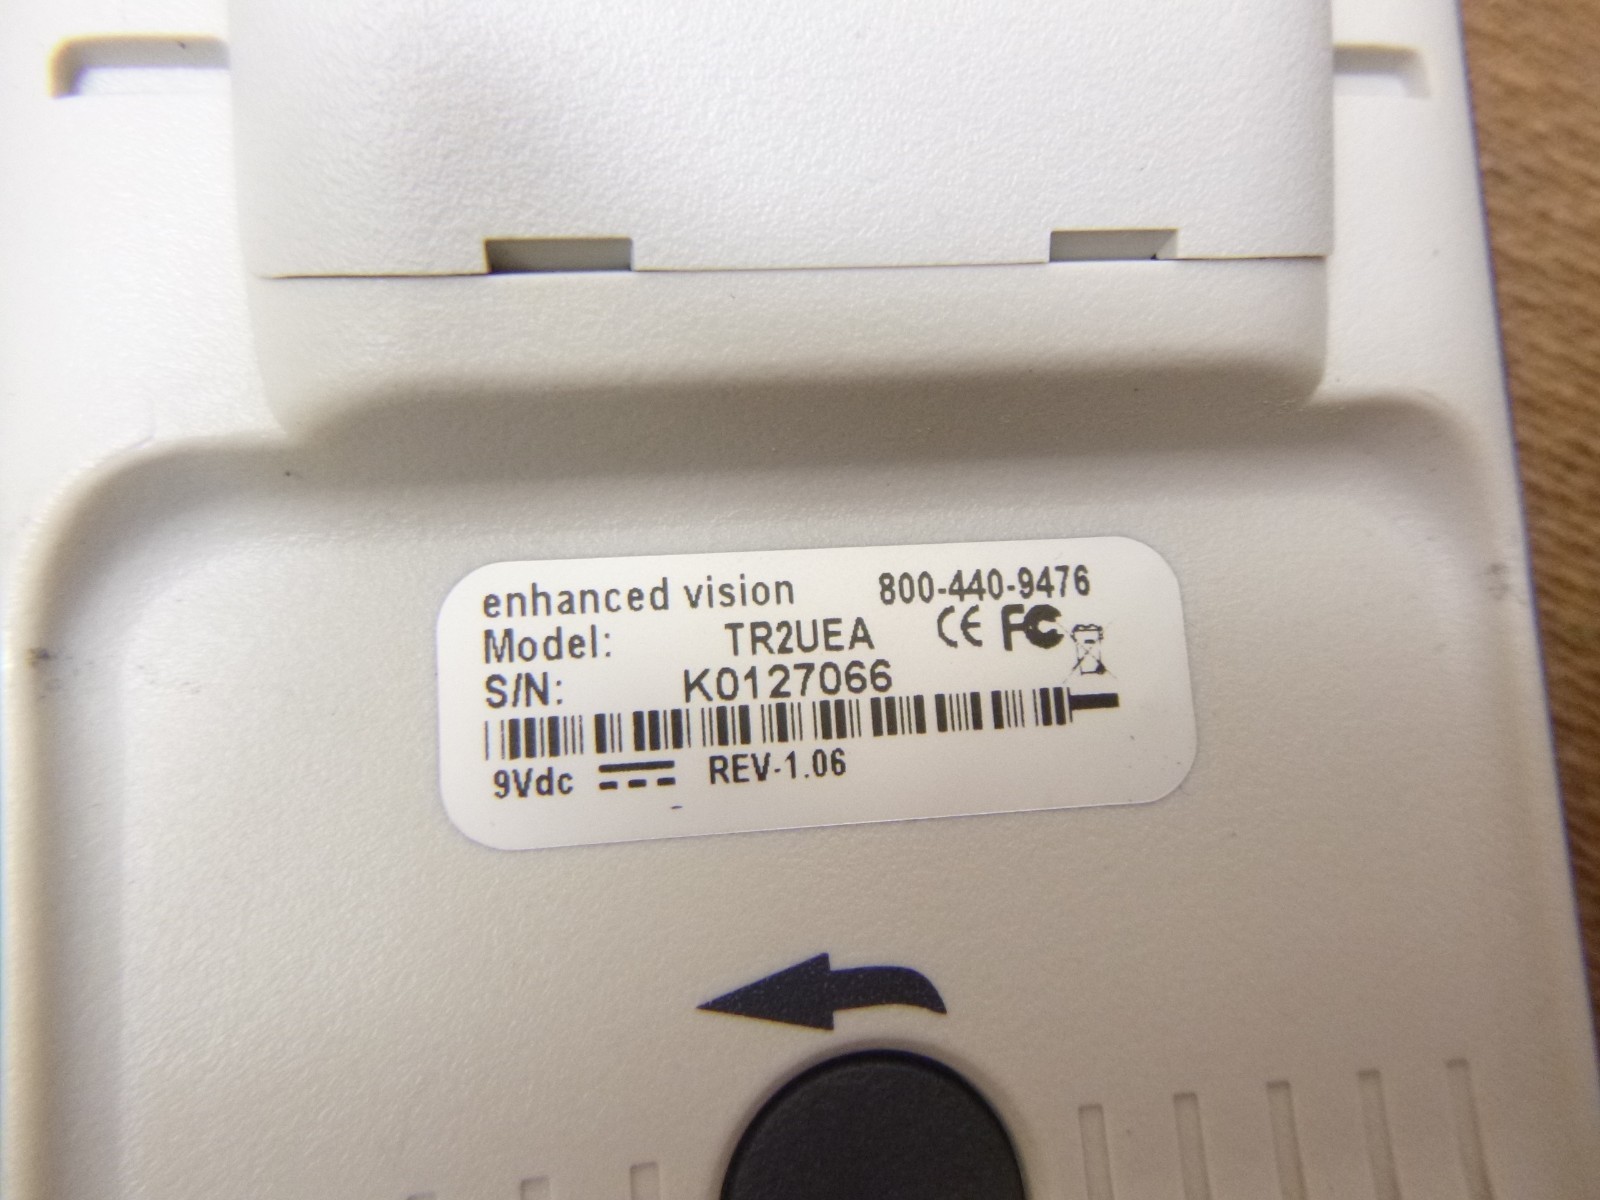 enhanced vision 800-440-9476
Model: TR2UEA CE FC
S/N: K0127066
9Vdc REV-1.06